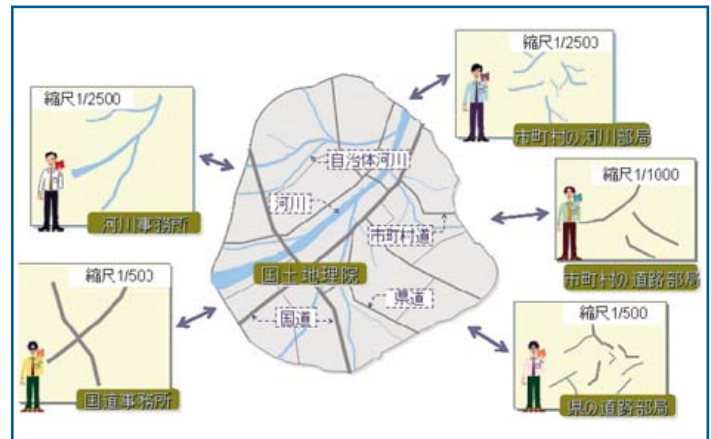 縮尺1/2500
河川事務所
縮尺1/500
国道事務所
自治体河川
河川
市町村道
国土地理院
県道
国道
縮尺1/2500
市町村の河川部局
縮尺1/1000
市町村の道路部局
縮尺1/500
県の道路部局